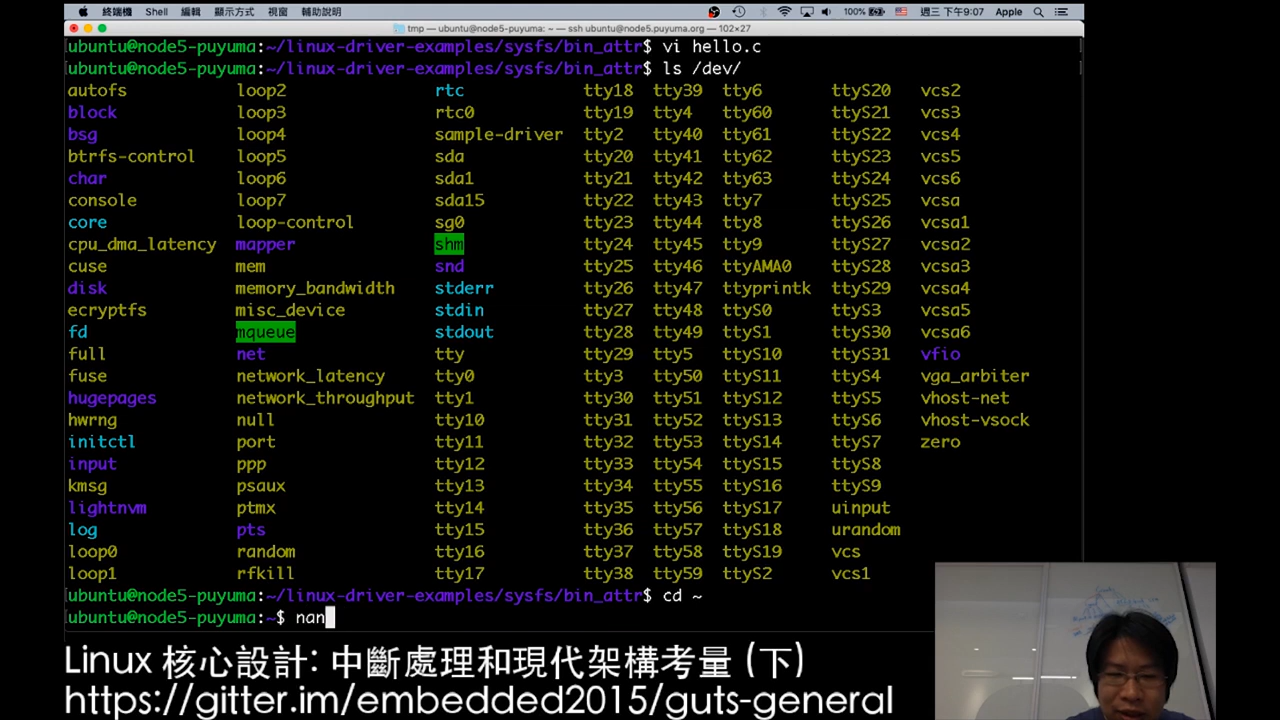 終端機 Shell 編輯 顯示方式 視窗 輔助說明 100% 週三 下午9:07 Apple
tmp — ubuntu@node5-puyuma: ~ — ssh ubuntu@node5.puyuma.org — 102×27
ubuntu@node5-puyuma:~/linux-driver-examples/sysfs/bin_attr$ vi hello.c
ubuntu@node5-puyuma:~/linux-driver-examples/sysfs/bin_attr$ ls /dev/
autofs loop2 rtc tty18 tty39 tty6 ttyS20 vcs2
block loop3 rtc0 tty19 tty4 tty60 ttyS21 vcs3
bsg loop4 sample-driver tty2 tty40 tty61 ttyS22 vcs4
btrfs-control loop5 sda tty20 tty41 tty62 ttyS23 vcs5
char loop6 sda1 tty21 tty42 tty63 ttyS24 vcs6
console loop7 sda15 tty22 tty43 tty7 ttyS25 vcsa
core loop-control sg0 tty23 tty44 tty8 ttyS26 vcsa1
cpu_dma_latency mapper shm tty24 tty45 tty9 ttyS27 vcsa2
cuse mem snd tty25 tty46 ttyAMA0 ttyS28 vcsa3
disk memory_bandwidth stderr tty26 tty47 ttyprintk ttyS29 vcsa4
ecryptfs misc_device stdin tty27 tty48 ttyS0 ttyS3 vcsa5
fd mqueue stdout tty28 tty49 ttyS1 ttyS30 vcsa6
full net tty tty29 tty5 ttyS10 ttyS31 vfio
fuse network_latency tty0 tty3 tty50 ttyS11 ttyS4 vga_arbiter
hugepages network_throughput tty1 tty30 tty51 ttyS12 ttyS5 vhost-net
hwrng null tty10 tty31 tty52 ttyS13 ttyS6 vhost-vsock
initctl port tty11 tty32 tty53 ttyS14 ttyS7 zero
input ppp tty12 tty33 tty54 ttyS15 ttyS8
kmsg psaux tty13 tty34 tty55 ttyS16 ttyS9
lightnvm ptmx tty14 tty35 tty56 ttyS17 uinput
log pts tty15 tty36 tty57 ttyS18 urandom
loop0 random tty16 tty37 tty58 ttyS19 vcs
loop1 rfkill tty17 tty38 tty59 ttyS2 vcs1
ubuntu@node5-puyuma:~/linux-driver-examples/sysfs/bin_attr$ cd ~
ubuntu@node5-puyuma:~$ nan
Linux 核心設計: 中斷處理和現代架構考量 (下)
https://gitter.im/embedded2015/guts-general